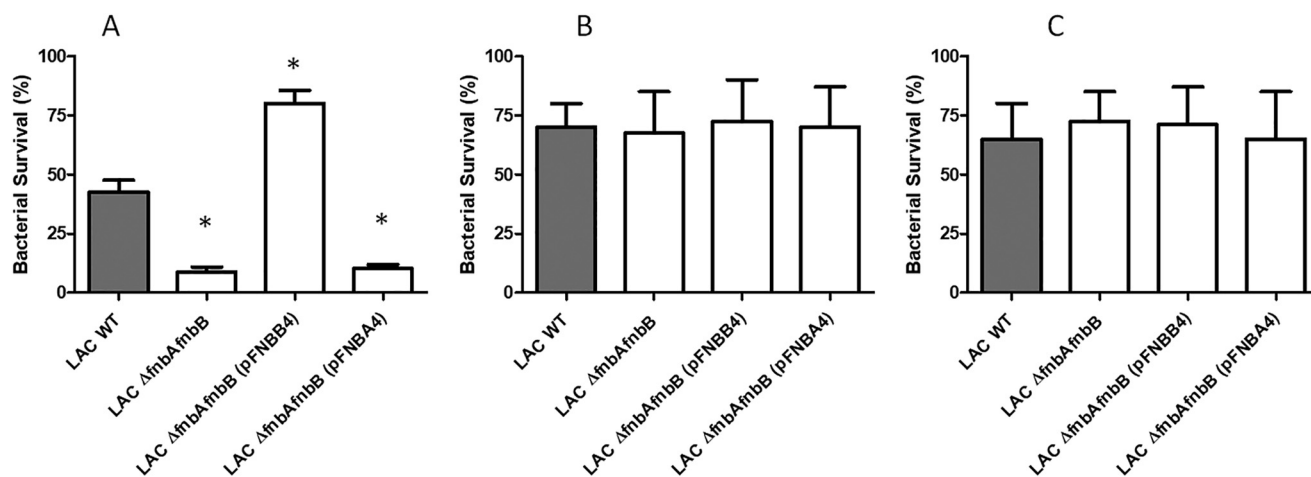 A
Bacterial Survival (%)
100
75
50
25
0
*
*
*
LAC WT
LAC ΔfnbAfnbB
LAC ΔfnbAfnbB (pFNBB4)
LAC ΔfnbAfnbB (pFNBA4)
B
Bacterial Survival (%)
100
75
50
25
0
LAC WT
LAC ΔfnbAfnbB
LAC ΔfnbAfnbB (pFNBB4)
LAC ΔfnbAfnbB (pFNBA4)
C
Bacterial Survival (%)
100
75
50
25
0
LAC WT
LAC ΔfnbAfnbB
LAC ΔfnbAfnbB (pFNBB4)
LAC ΔfnbAfnbB (pFNBA4)